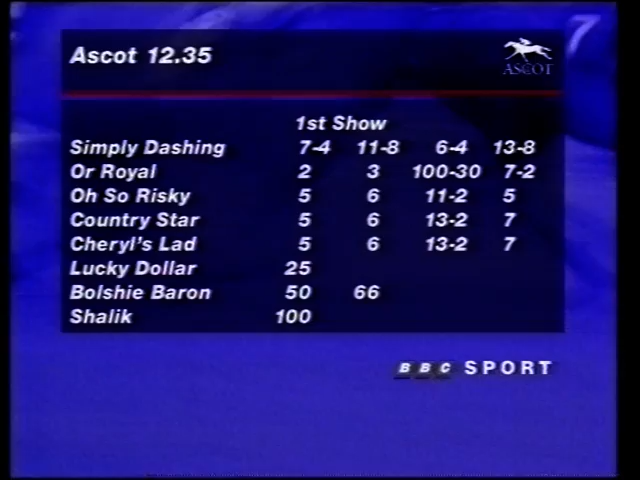 7
Ascot 12.35
ASCOT
1st Show
Simply Dashing 7-4 11-8 6-4 13-8
Or Royal 2 3 100-30 7-2
Oh So Risky 5 6 11-2 5
Country Star 5 6 13-2 7
Cheryl's Lad 5 6 13-2 7
Lucky Dollar 25
Bolshie Baron 50 66
Shalik 100
BBC SPORT